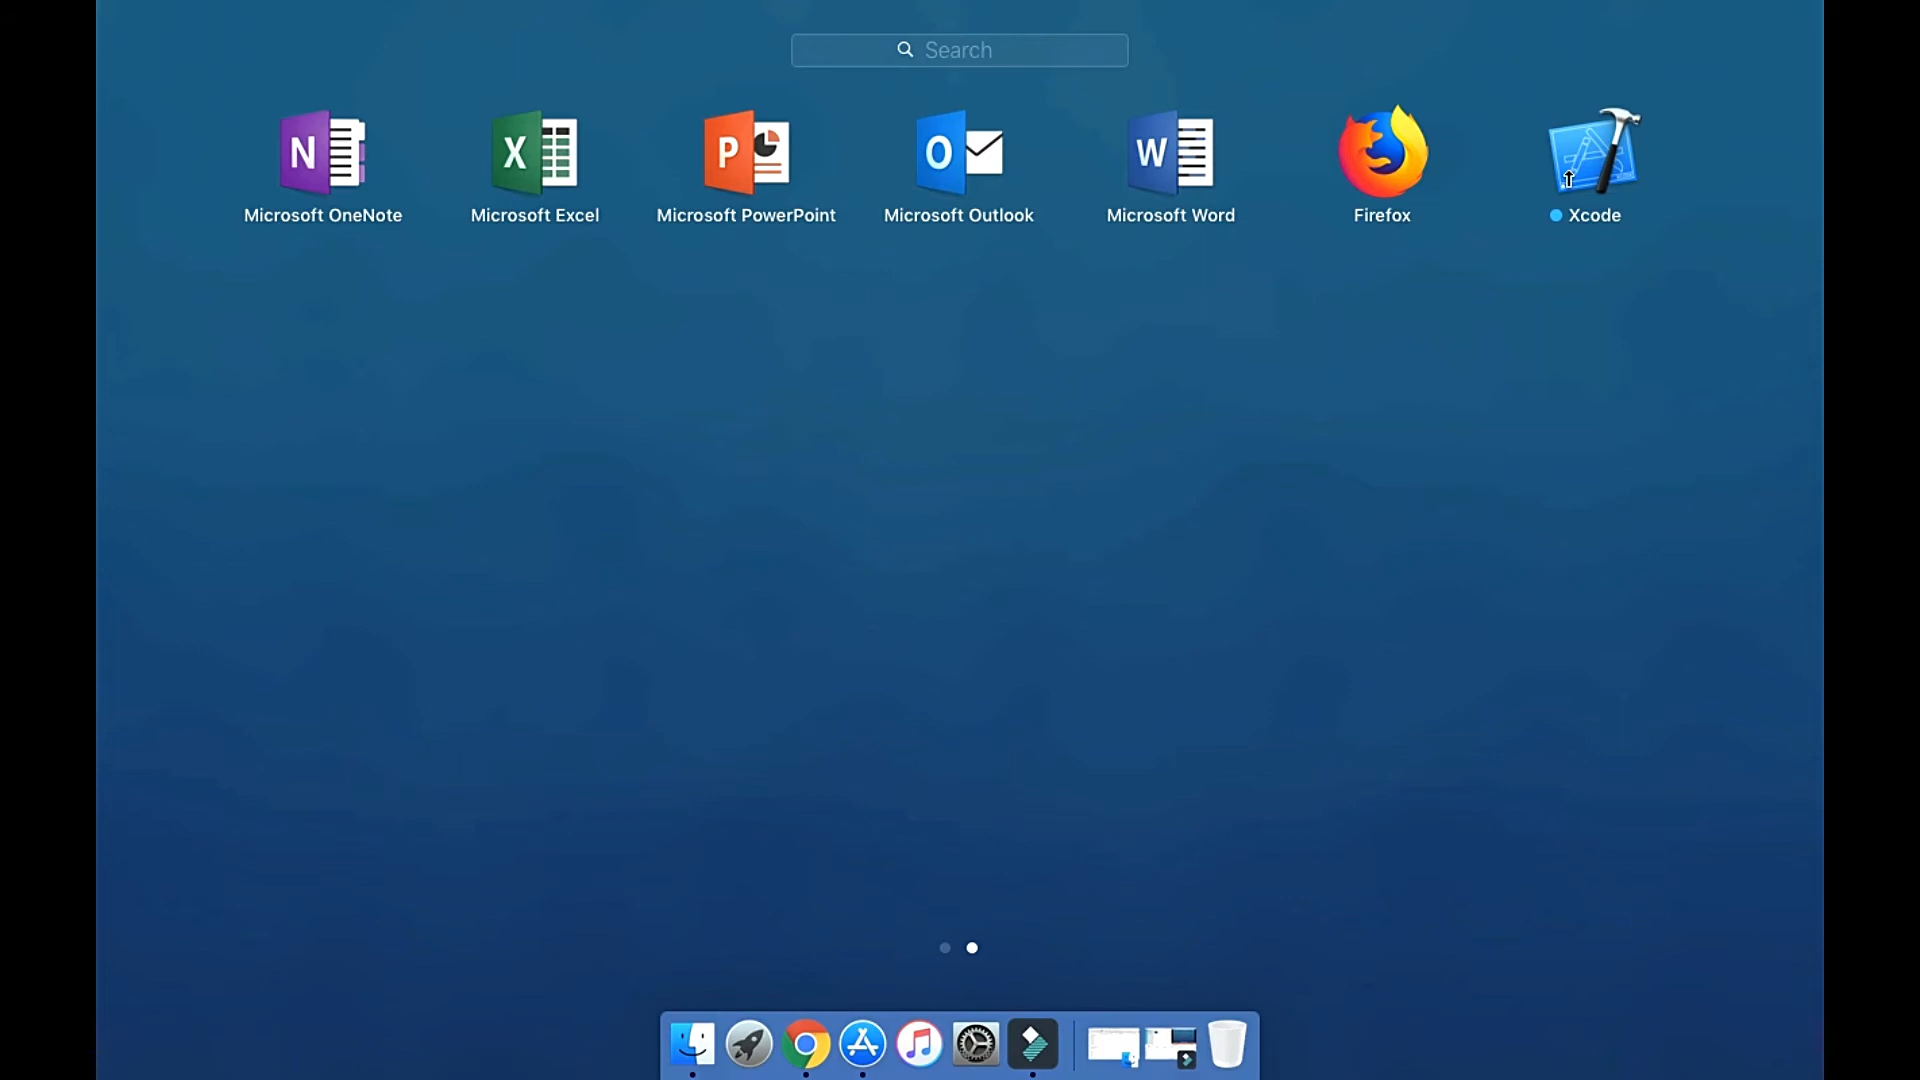 Search
N
X
P
O
W
Microsoft OneNote
Microsoft Excel
Microsoft PowerPoint
Microsoft Outlook
Microsoft Word
Firefox
Xcode